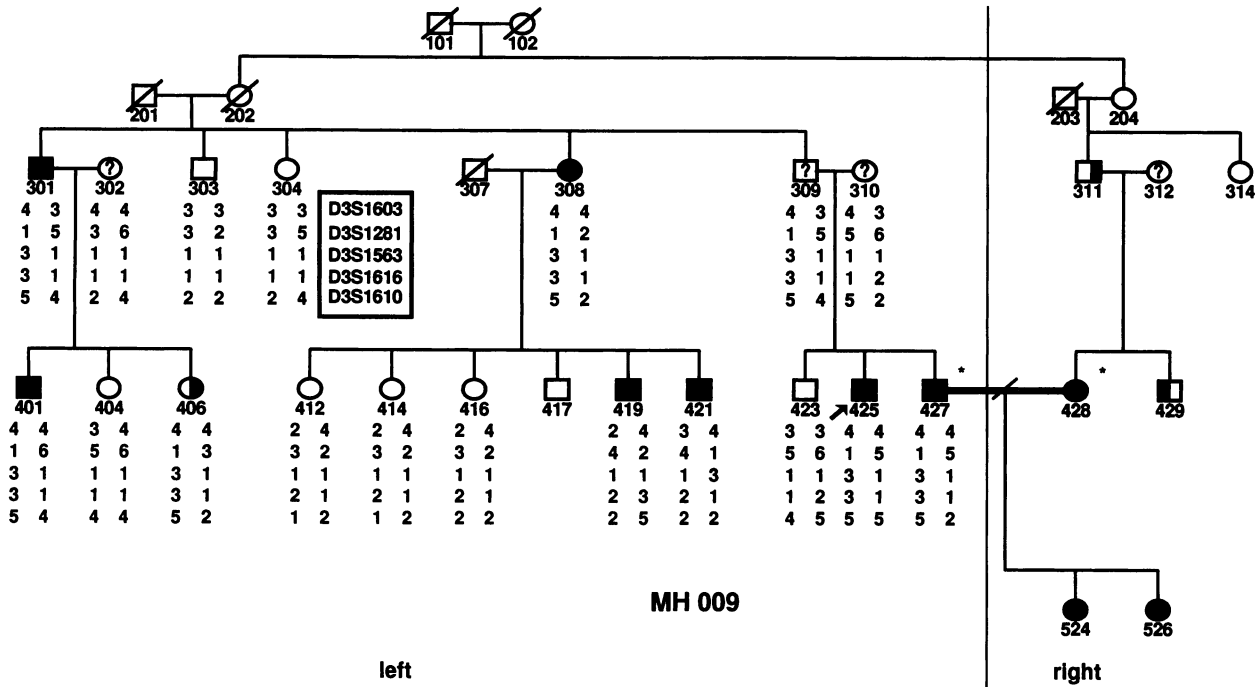 101 102
201 202 203 204
? ? ?
301 302 303 304 307 308 309 310 311 312 314
4 3 4 4 3 3 3 3 D3S1603 4 4 4 3 4 3
1 5 3 6 3 2 3 5 D3S1281 1 2 1 5 5 6
3 1 1 1 1 1 1 1 D3S1563 3 1 3 1 1 1
3 1 1 1 1 1 1 1 D3S1616 3 1 3 1 1 2
5 4 2 4 2 2 2 4 D3S1610 5 2 5 4 5 2
* *
401 404 406 412 414 416 417 419 421 423 425 427 428 429
4 4 3 4 4 4 2 4 2 4 2 4 2 4 3 4 3 3 4 4 4 4
1 6 5 6 1 3 3 2 3 2 3 2 4 2 4 1 5 6 1 5 1 5
3 1 1 1 3 1 1 1 1 1 1 1 1 1 1 3 1 1 3 1 3 1
3 1 1 1 3 1 2 1 2 1 2 1 2 3 2 1 1 2 3 1 3 1
5 4 4 4 5 2 1 2 1 2 2 2 2 5 2 2 4 5 5 5 5 2
MH 009
524 526
left right